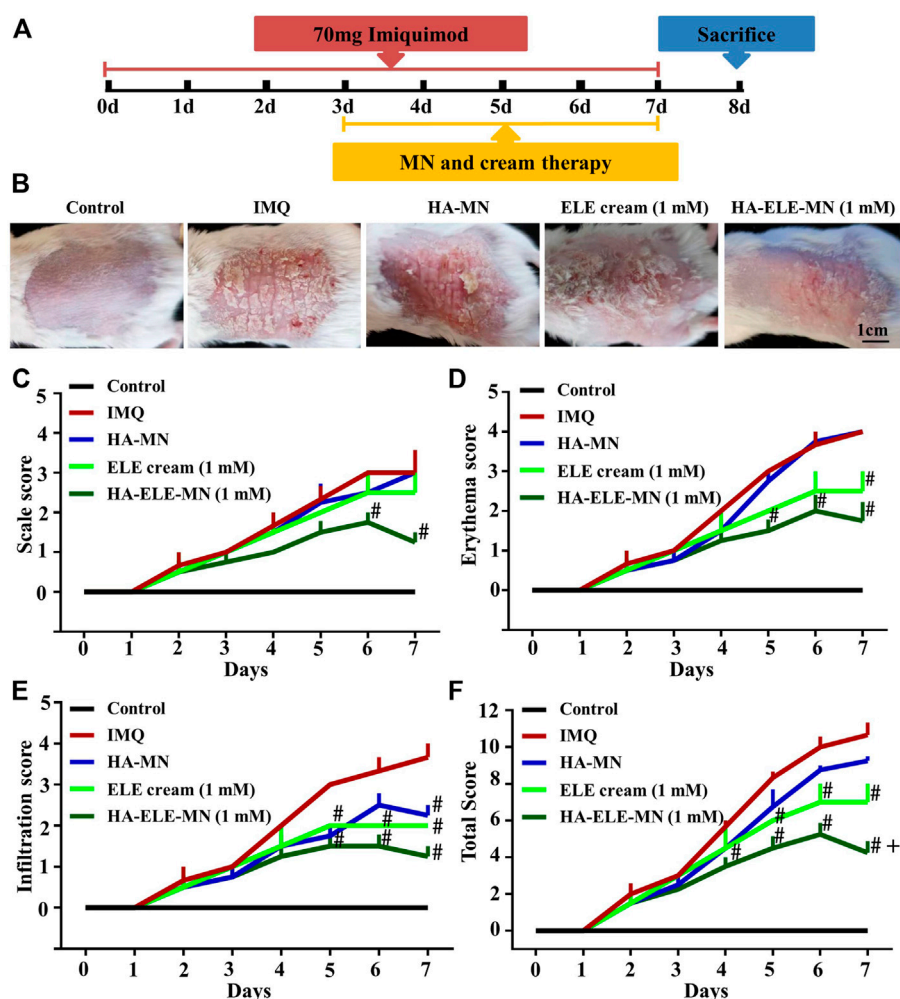 A
70mg Imiquimod
Sacrifice
0d 1d 2d 3d 4d 5d 6d 7d 8d
MN and cream therapy
B
Control IMQ HA-MN ELE cream (1 mM) HA-ELE-MN (1 mM)
1cm
C
Control
IMQ
HA-MN
ELE cream (1 mM)
HA-ELE-MN (1 mM)
Scale score
5
4
3
2
1
0
# #
0 1 2 3 4 5 6 7
Days
D
Control
IMQ
HA-MN
ELE cream (1 mM)
HA-ELE-MN (1 mM)
Erythema score
5
4
3
2
1
0
# # # #
0 1 2 3 4 5 6 7
Days
E
Control
IMQ
HA-MN
ELE cream (1 mM)
HA-ELE-MN (1 mM)
Infiltration score
5
4
3
2
1
0
# # #
# # # #
0 1 2 3 4 5 6 7
Days
F
Control
IMQ
HA-MN
ELE cream (1 mM)
HA-ELE-MN (1 mM)
Total Score
12
10
8
6
4
2
0
# # #
# # # # +
0 1 2 3 4 5 6 7
Days